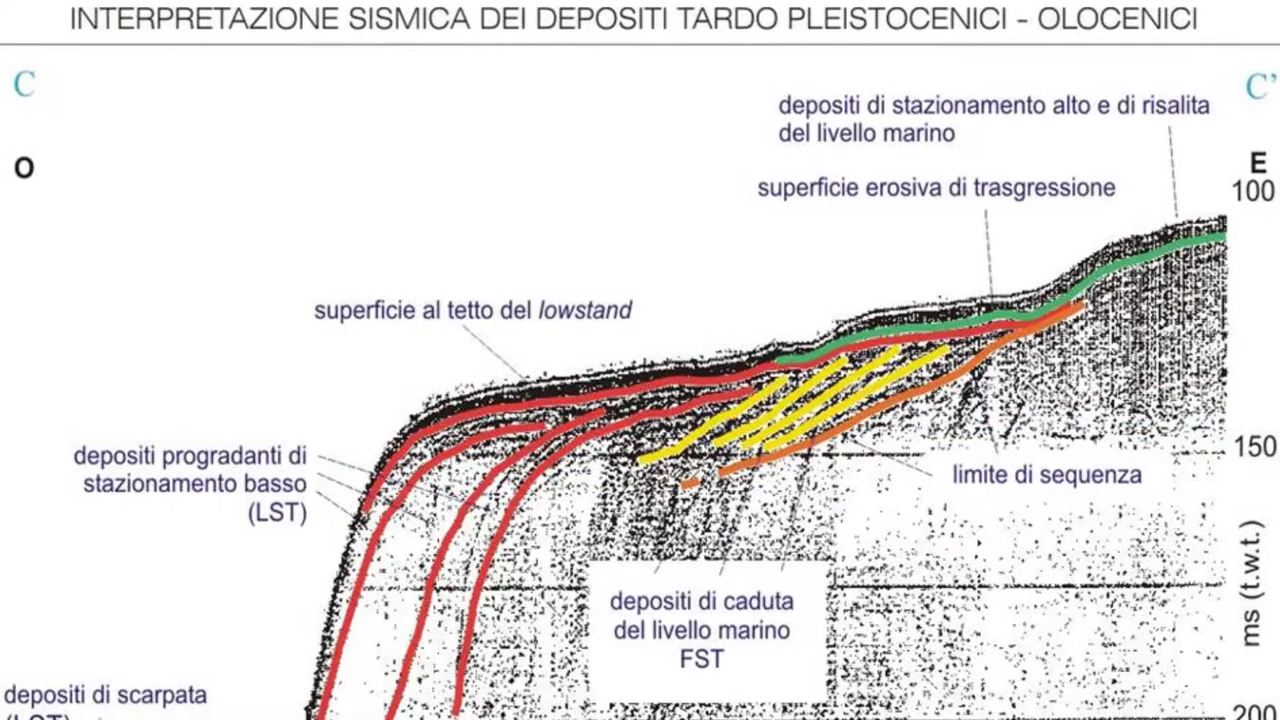 INTERPRETAZIONE SISMICA DEI DEPOSITI TARDO PLEISTOCENICI - OLOCENICI
C
C'
depositi di stazionamento alto e di risalita
del livello marino
O
E
superficie erosiva di trasgressione
100
superficie al tetto del lowstand
150
depositi progradanti di
stazionamento basso
(LST)
limite di sequenza
ms (t.w.t.)
depositi di caduta
del livello marino
FST
depositi di scarpata
(LST)
200